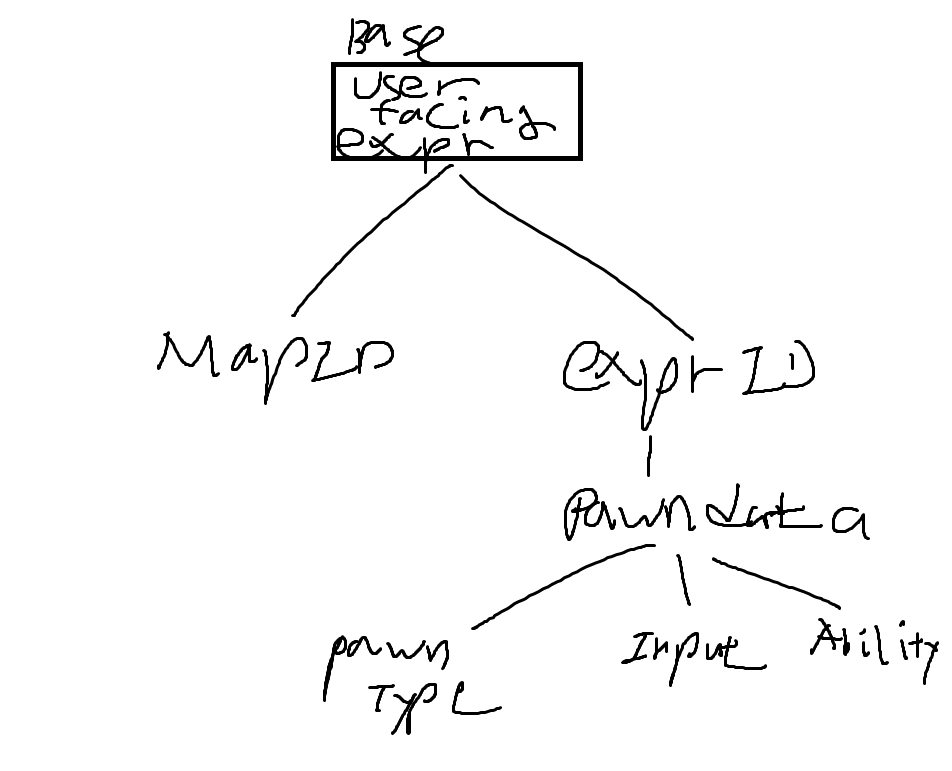 Base
user
facing
expr
MapID
exprID
Pawndata
pawn
Type
Input
Ability